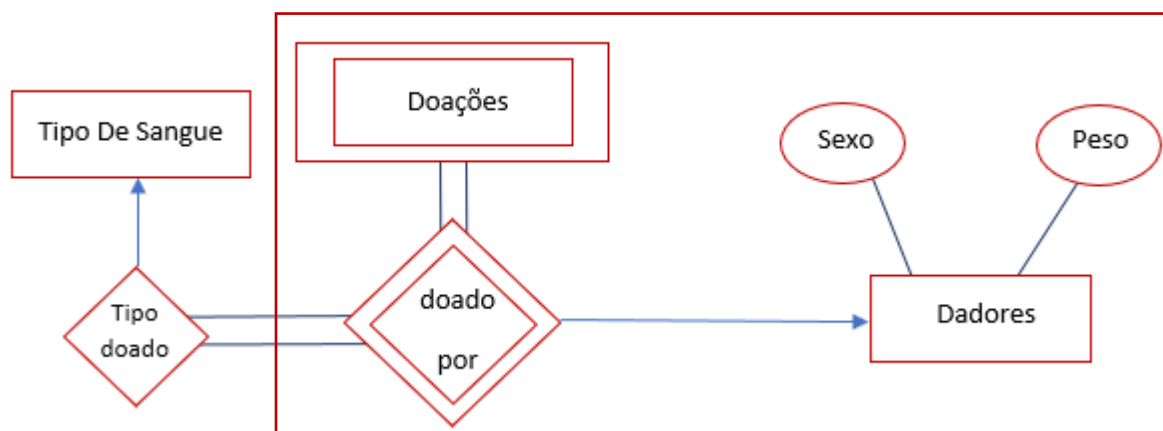 Tipo De Sangue
Doações
Sexo
Peso
Tipo
doado
doado
por
Dadores